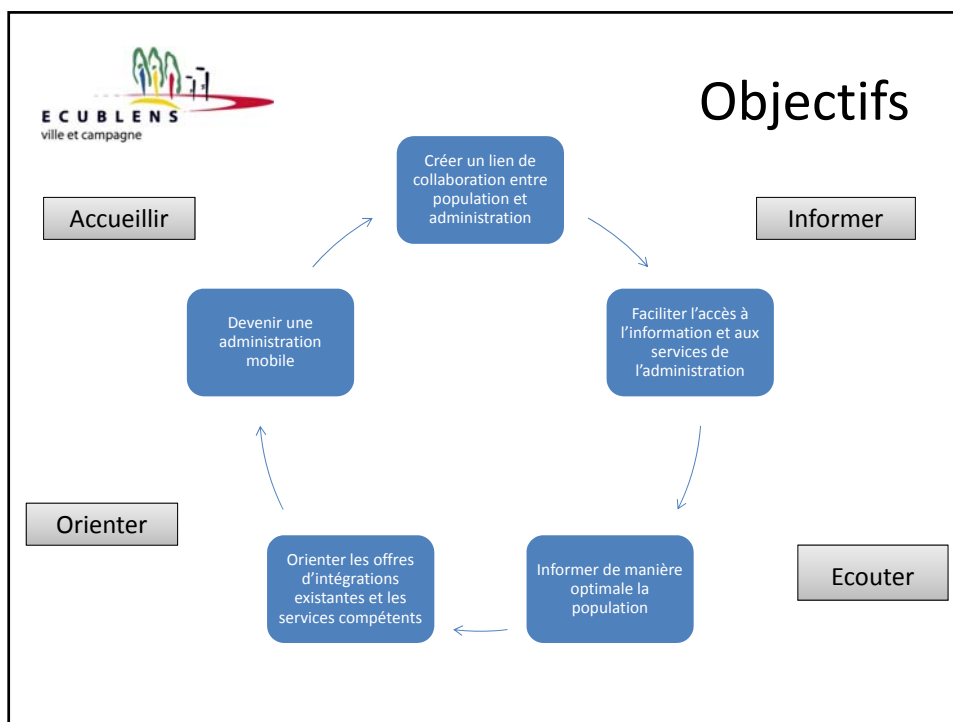 ECUBLENS
ville et campagne
Objectifs
Créer un lien de
collaboration entre
population et
administration
Accueillir
Informer
Devenir une
administration
mobile
Faciliter l'accès à
l'information et aux
services de
l'administration
Orienter
Orienter les offres
d'intégrations
existantes et les
services compétents
Informer de manière
optimale la
population
Ecouter